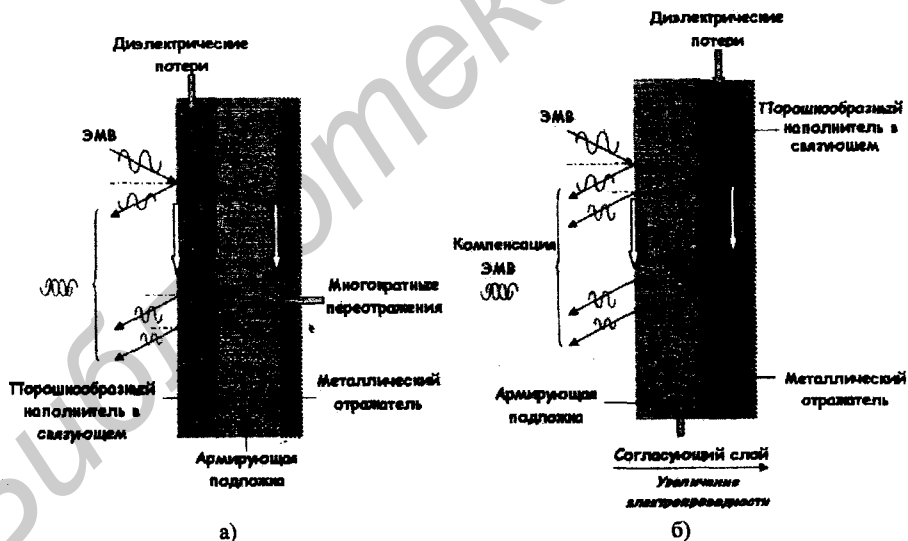 Диэлектрические
потери
ЭМВ
Многократные
переотражения
Порошкообразный
наполнитель в
связующем
Металлический
отражатель
Армирующая
подложка
а)
Диэлектрические
потери
ЭМВ
Порошкообразный
наполнитель в
связующем
Компенсация
ЭМВ
Армирующая
подложка
Металлический
отражатель
Согласующий слой
Увеличение
электропроводности
б)
Библиотека